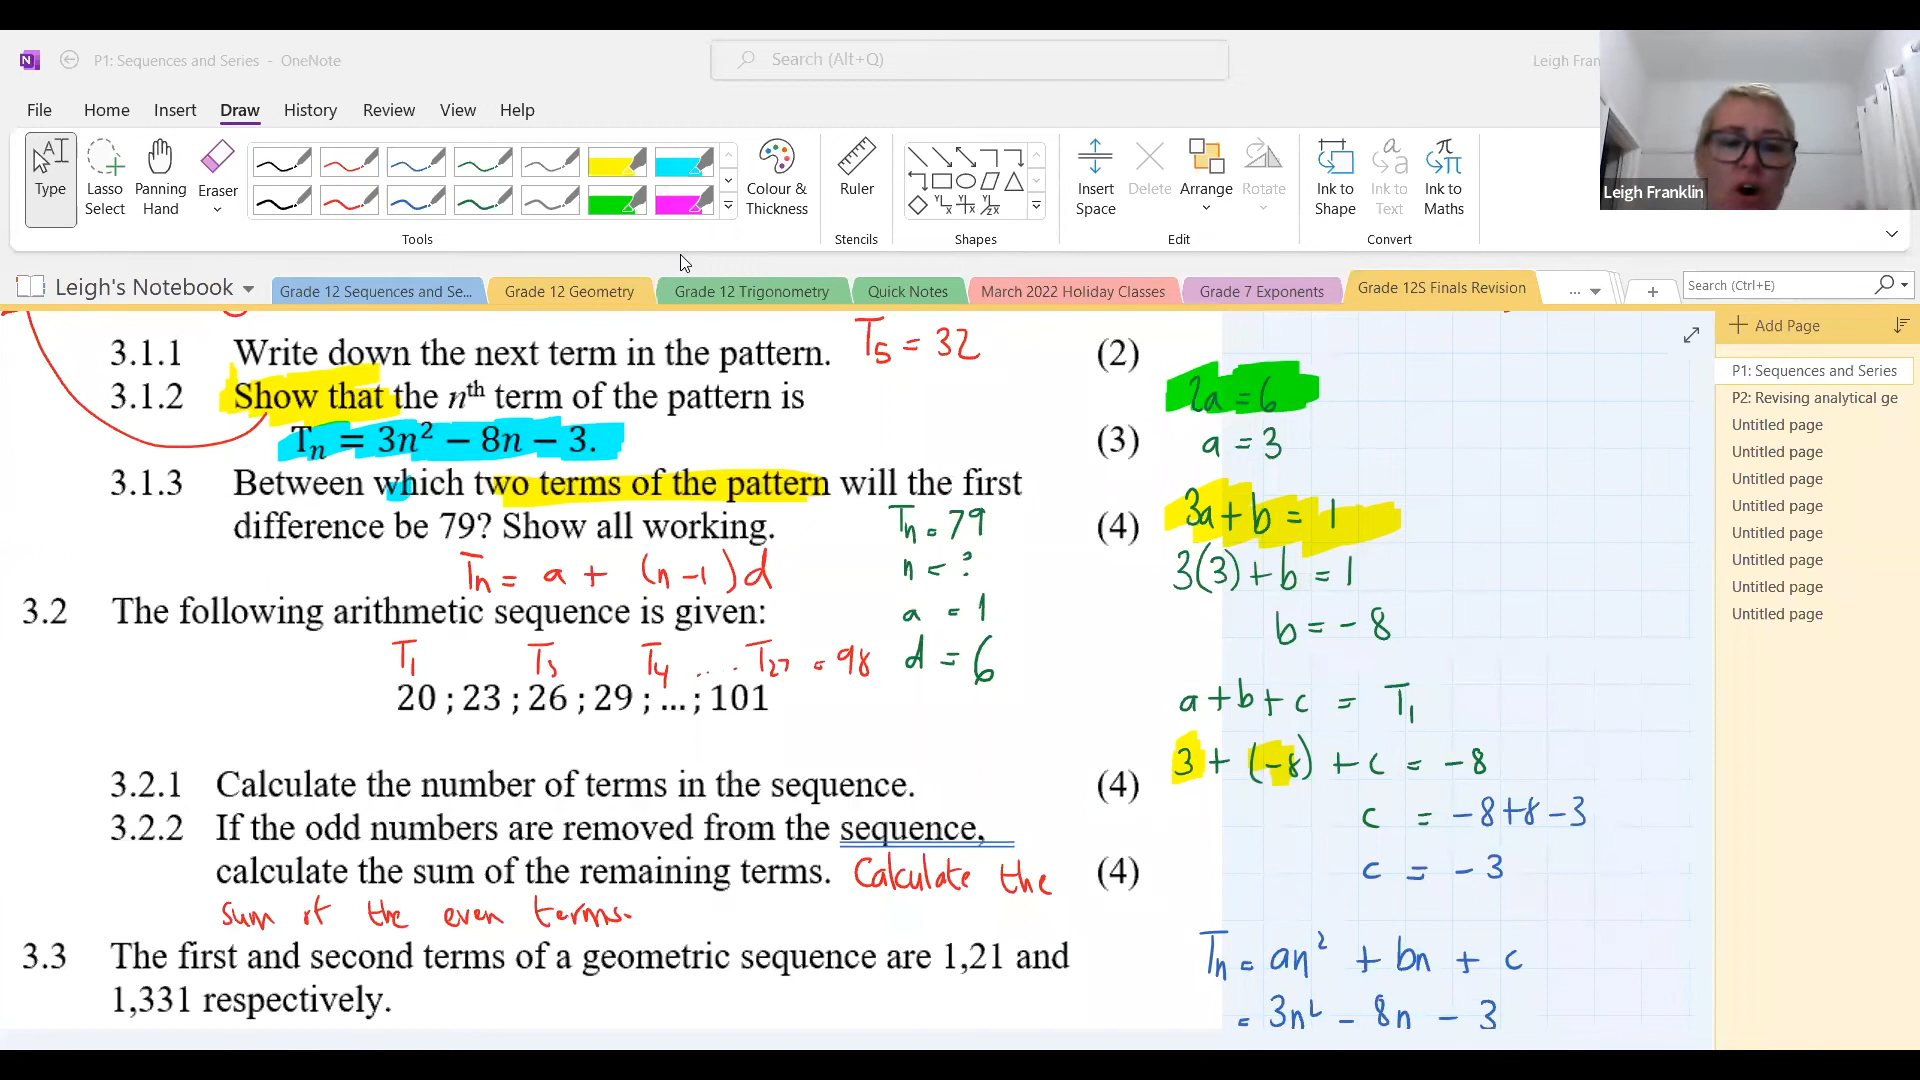 P1: Sequences and Series - OneNote
Search (Alt+Q)
Leigh Fran
File Home Insert Draw History Review View Help
Type
Lasso Select
Panning Hand
Eraser
Colour & Thickness
Ruler
Insert Space
Delete
Arrange
Rotate
Ink to Shape
Ink to Text
Ink to Maths
Leigh Franklin
Tools Stencils Shapes Edit Convert
Leigh's Notebook
Grade 12 Sequences and Se... Grade 12 Geometry Grade 12 Trigonometry Quick Notes March 2022 Holiday Classes Grade 7 Exponents Grade 12S Finals Revision ...
Search (Ctrl+E)
3.1.1 Write down the next term in the pattern. T₅ = 32 (2)
3.1.2 Show that the nᵗʰ term of the pattern is
Tₙ = 3n² − 8n − 3. (3)
3.1.3 Between which two terms of the pattern will the first
difference be 79? Show all working. (4)
Tn = 79
n = ?
a = 1
d = 6
Tn = a + (n-1)d
3.2 The following arithmetic sequence is given:
T₁ T₃ T₄ ... T₂₇ = 98
20 ; 23 ; 26 ; 29 ; ... ; 101
3.2.1 Calculate the number of terms in the sequence. (4)
3.2.2 If the odd numbers are removed from the sequence,
calculate the sum of the remaining terms. (4)
Calculate the
sum of the even terms.
3.3 The first and second terms of a geometric sequence are 1,21 and
1,331 respectively.
2a = 6
a = 3
3a + b = 1
3(3) + b = 1
b = -8
a + b + c = T₁
3 + (-8) + c = -8
c = -8+8-3
c = -3
Tn = an² + bn + c
= 3n² - 8n - 3
Add Page
P1: Sequences and Series
P2: Revising analytical ge
Untitled page
Untitled page
Untitled page
Untitled page
Untitled page
Untitled page
Untitled page
Untitled page